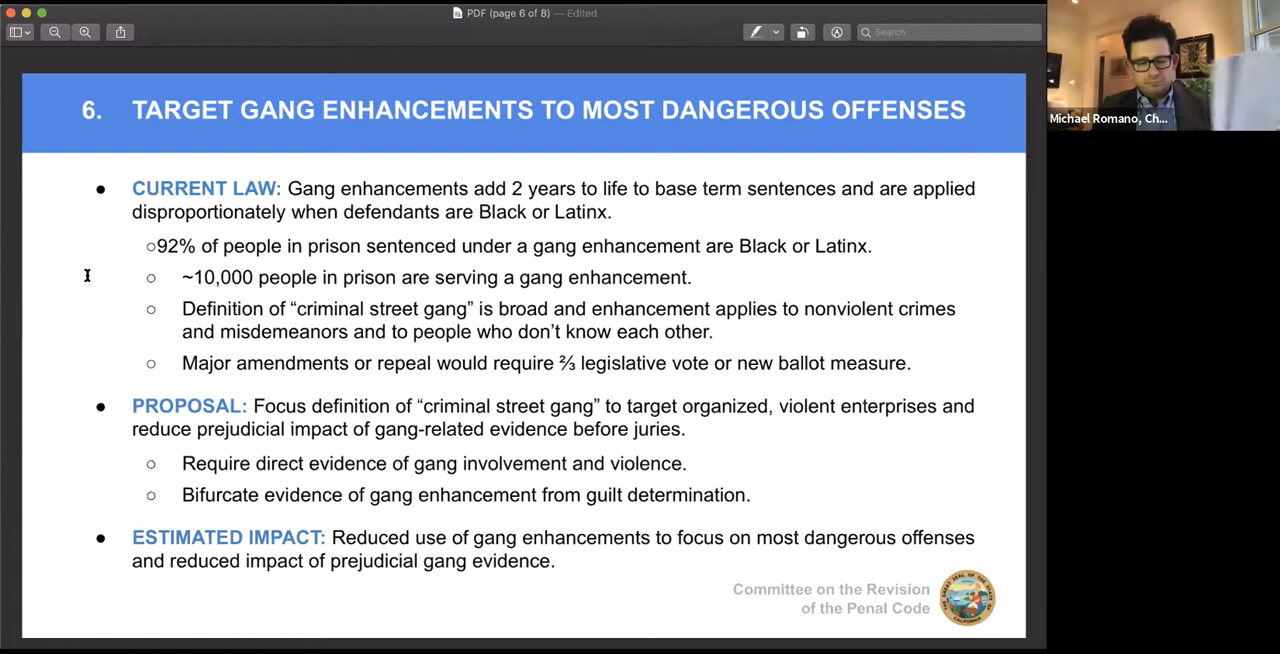 PDF (page 6 of 8) — Edited
Search
Michael Romano, Ch...
6. TARGET GANG ENHANCEMENTS TO MOST DANGEROUS OFFENSES
● CURRENT LAW: Gang enhancements add 2 years to life to base term sentences and are applied
disproportionately when defendants are Black or Latinx.
○92% of people in prison sentenced under a gang enhancement are Black or Latinx.
○ ~10,000 people in prison are serving a gang enhancement.
○ Definition of “criminal street gang” is broad and enhancement applies to nonviolent crimes
and misdemeanors and to people who don’t know each other.
○ Major amendments or repeal would require ⅔ legislative vote or new ballot measure.
● PROPOSAL: Focus definition of “criminal street gang” to target organized, violent enterprises and
reduce prejudicial impact of gang-related evidence before juries.
○ Require direct evidence of gang involvement and violence.
○ Bifurcate evidence of gang enhancement from guilt determination.
● ESTIMATED IMPACT: Reduced use of gang enhancements to focus on most dangerous offenses
and reduced impact of prejudicial gang evidence.
Committee on the Revision
of the Penal Code
THE GREAT SEAL OF THE STATE OF CALIFORNIA